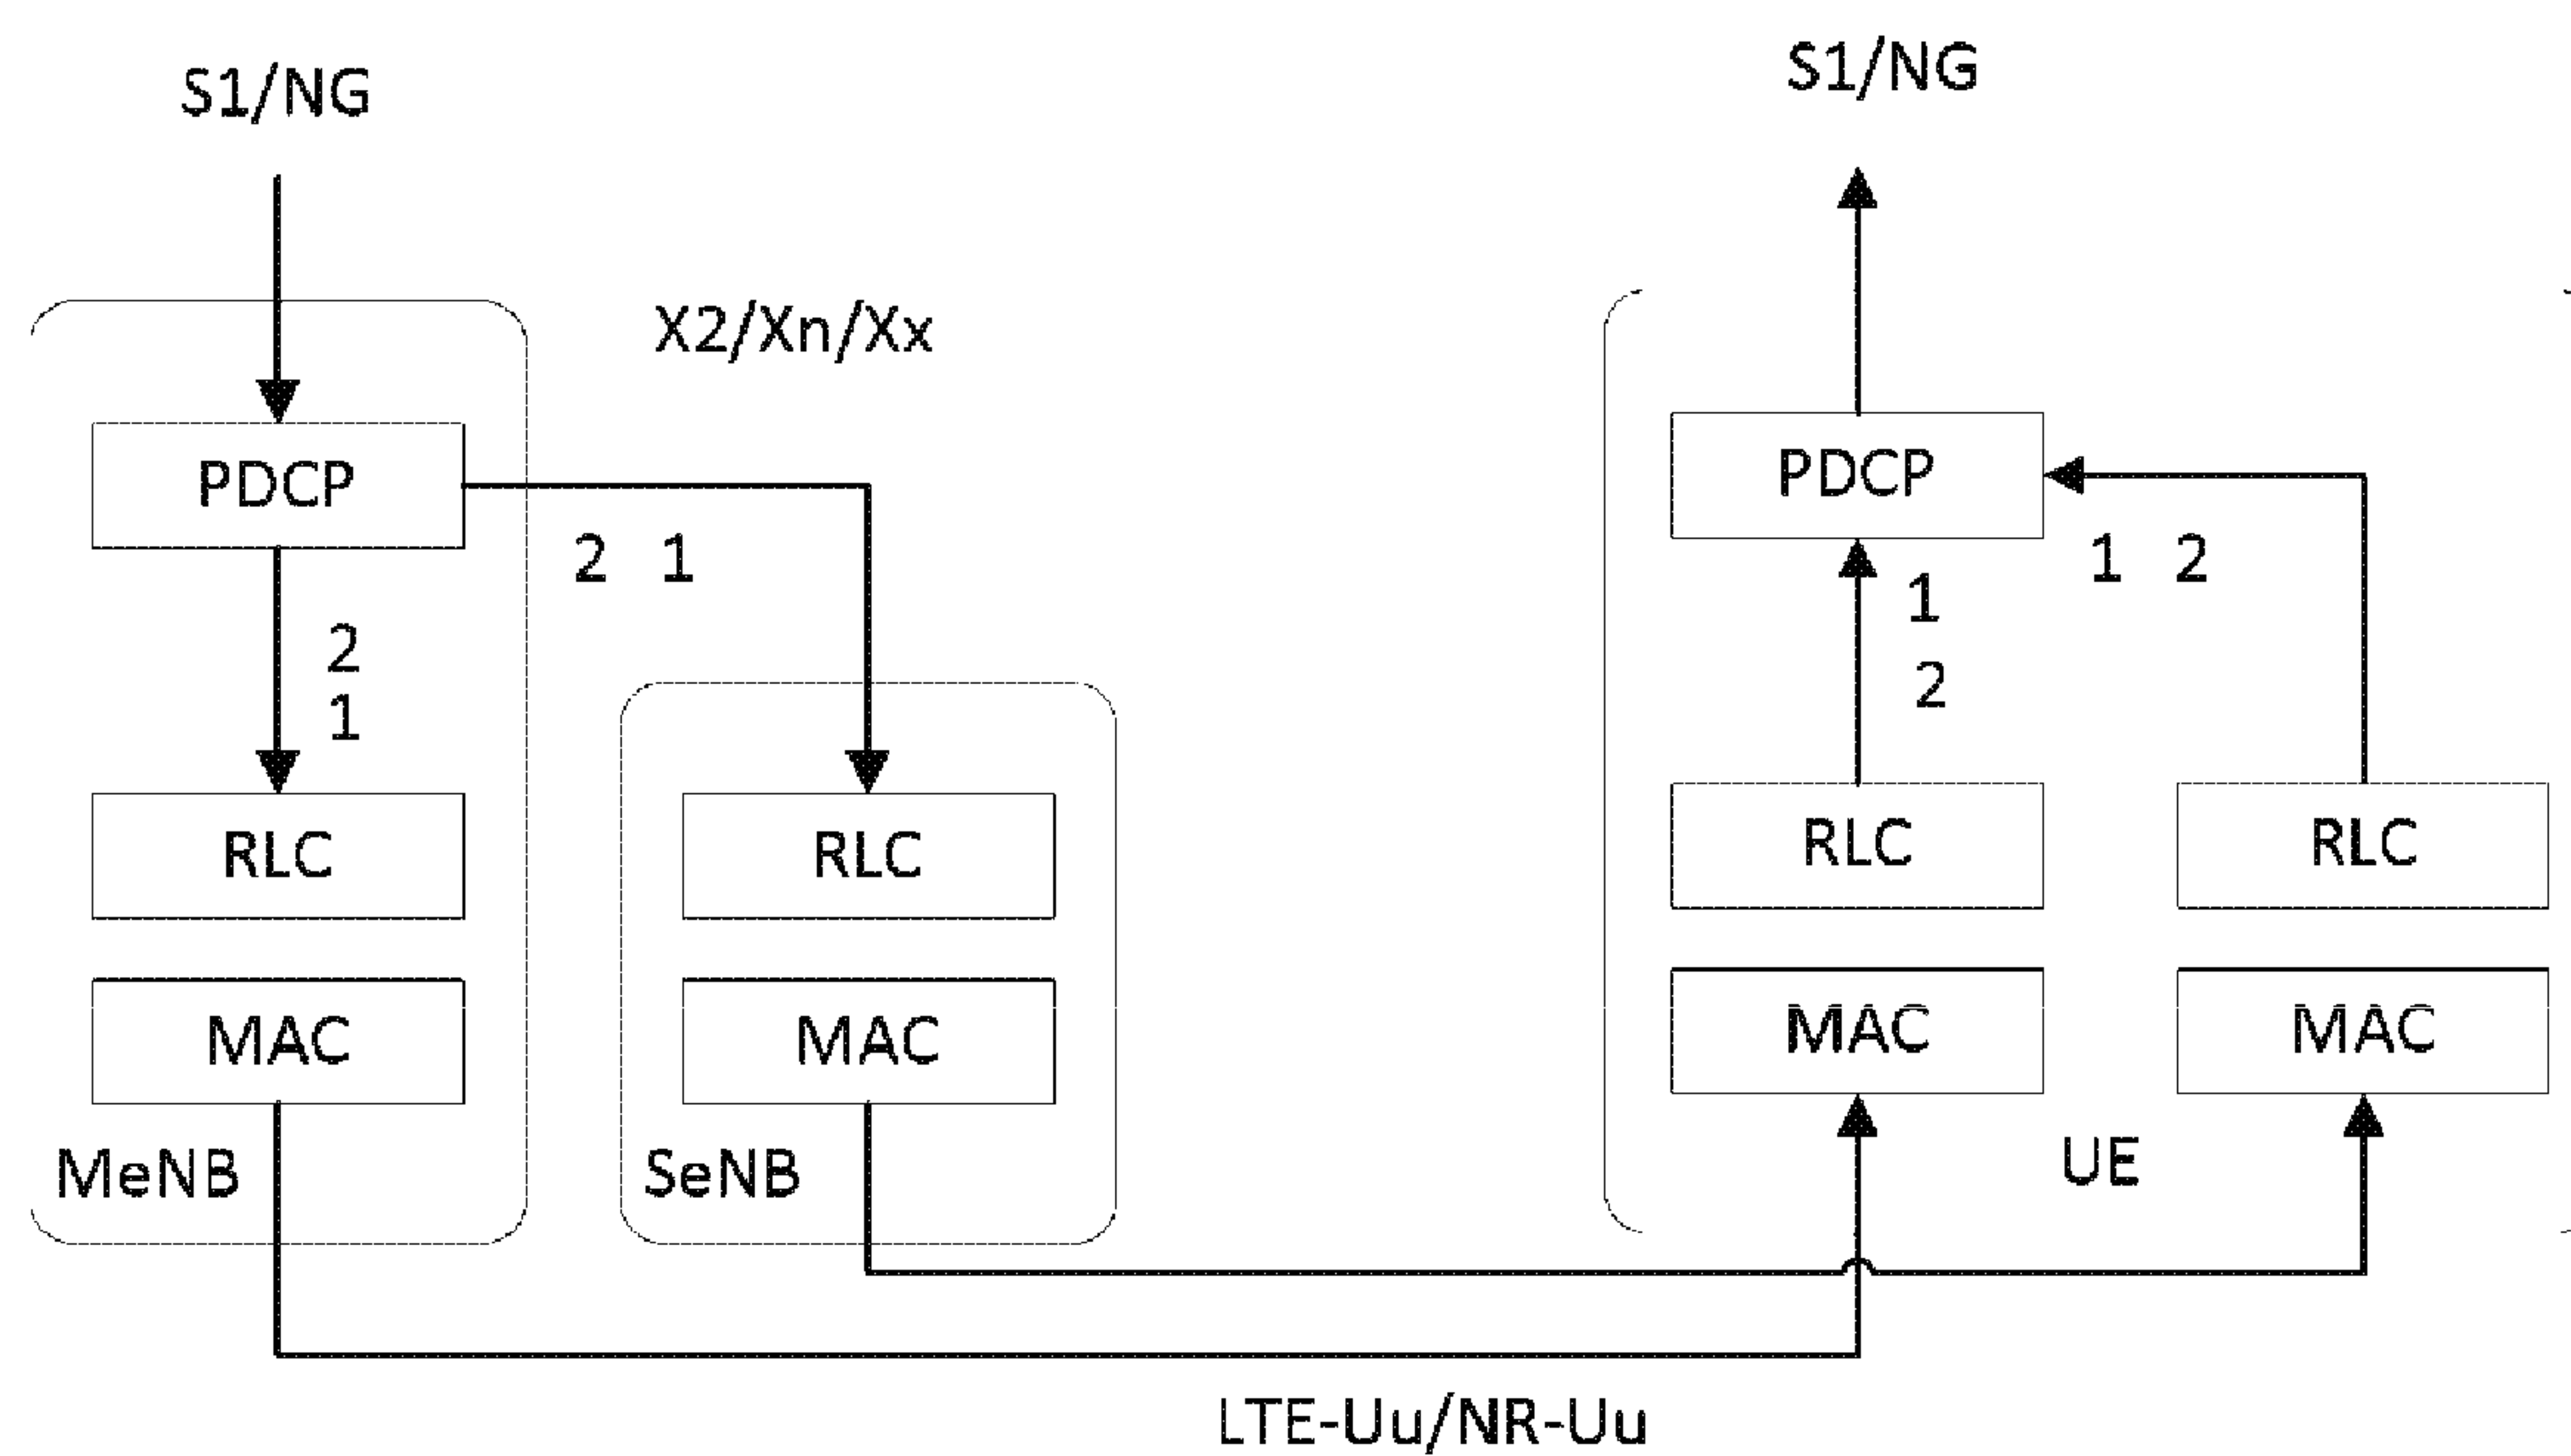 S1/NG
S1/NG
X2/Xn/Xx
PDCP
PDCP
2 1
1 2
1
2
2
1
RLC
RLC
RLC
RLC
MAC
MAC
MAC
MAC
MeNB
SeNB
UE
LTE-Uu/NR-Uu